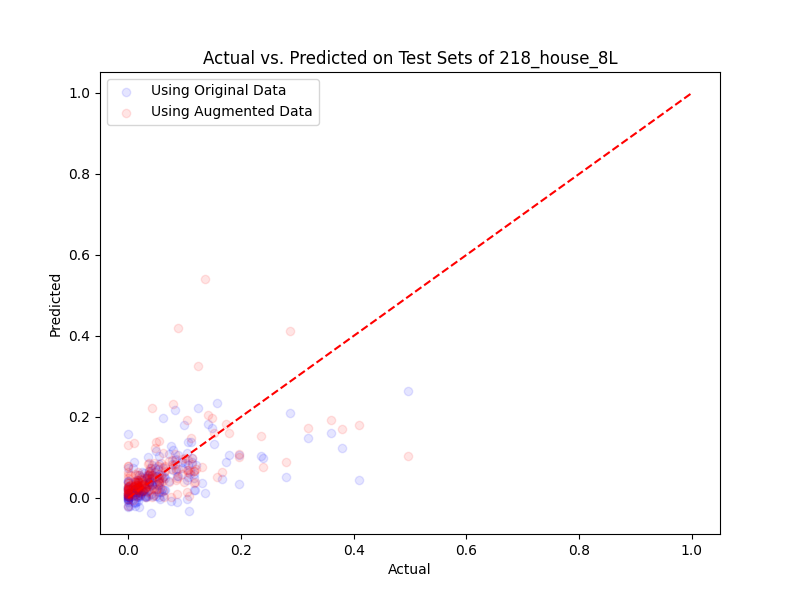 Actual vs. Predicted on Test Sets of 218_house_8L
Using Original Data
Using Augmented Data
1.0
0.8
0.6
0.4
0.2
0.0
Predicted
0.0 0.2 0.4 0.6 0.8 1.0
Actual